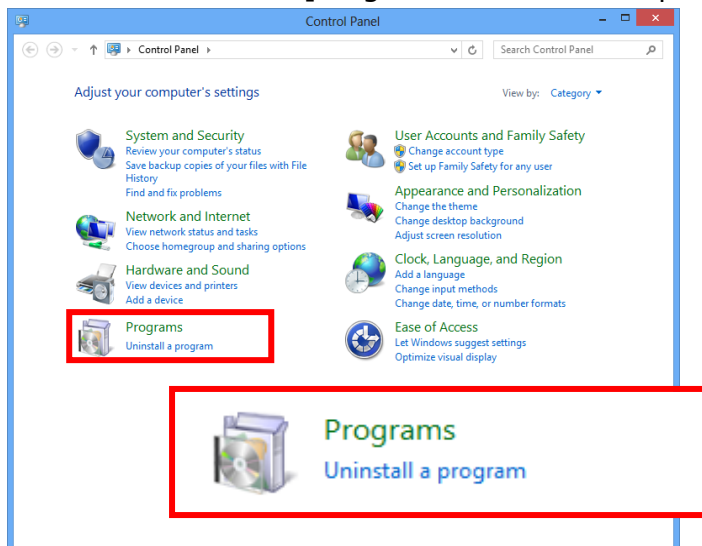 Control Panel
Control Panel
Search Control Panel
Adjust your computer's settings
View by: Category
System and Security
Review your computer's status
Save backup copies of your files with File
History
Find and fix problems
Network and Internet
View network status and tasks
Choose homegroup and sharing options
Hardware and Sound
View devices and printers
Add a device
Programs
Uninstall a program
User Accounts and Family Safety
Change account type
Set up Family Safety for any user
Appearance and Personalization
Change the theme
Change desktop background
Adjust screen resolution
Clock, Language, and Region
Add a language
Change input methods
Change date, time, or number formats
Ease of Access
Let Windows suggest settings
Optimize visual display
Programs
Uninstall a program